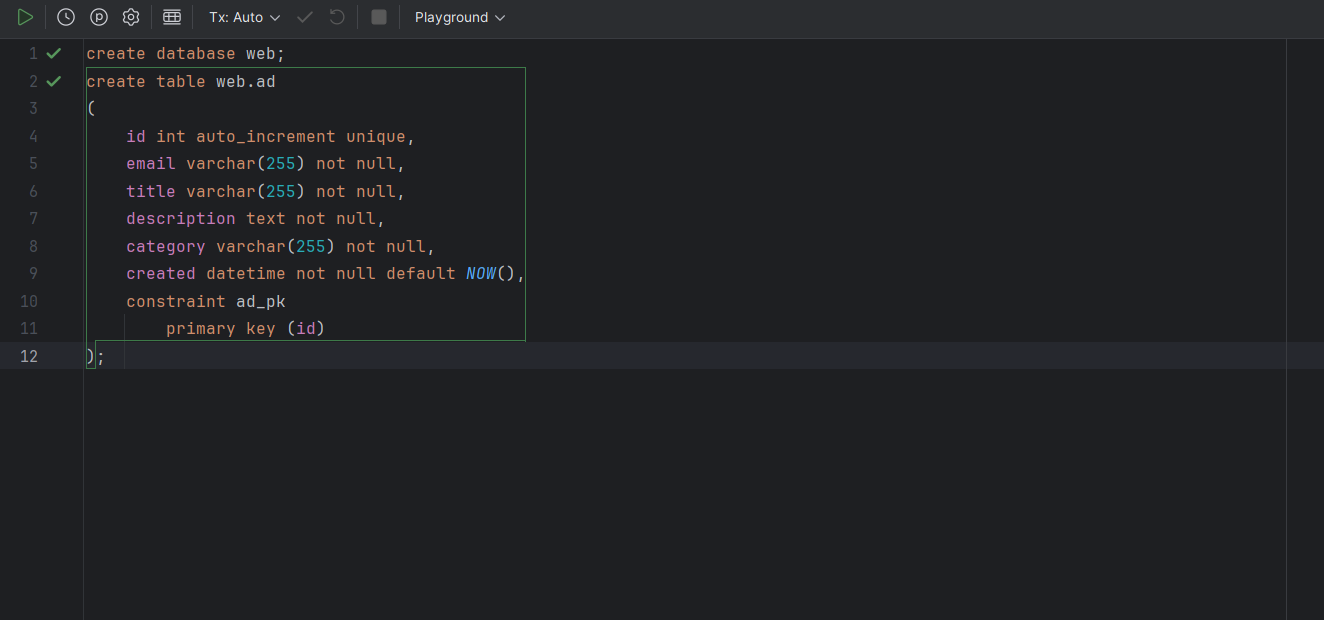 Tx: Auto Playground
1 create database web;
2 create table web.ad
3 (
4 id int auto_increment unique,
5 email varchar(255) not null,
6 title varchar(255) not null,
7 description text not null,
8 category varchar(255) not null,
9 created datetime not null default NOW(),
10 constraint ad_pk
11 primary key (id)
12 );